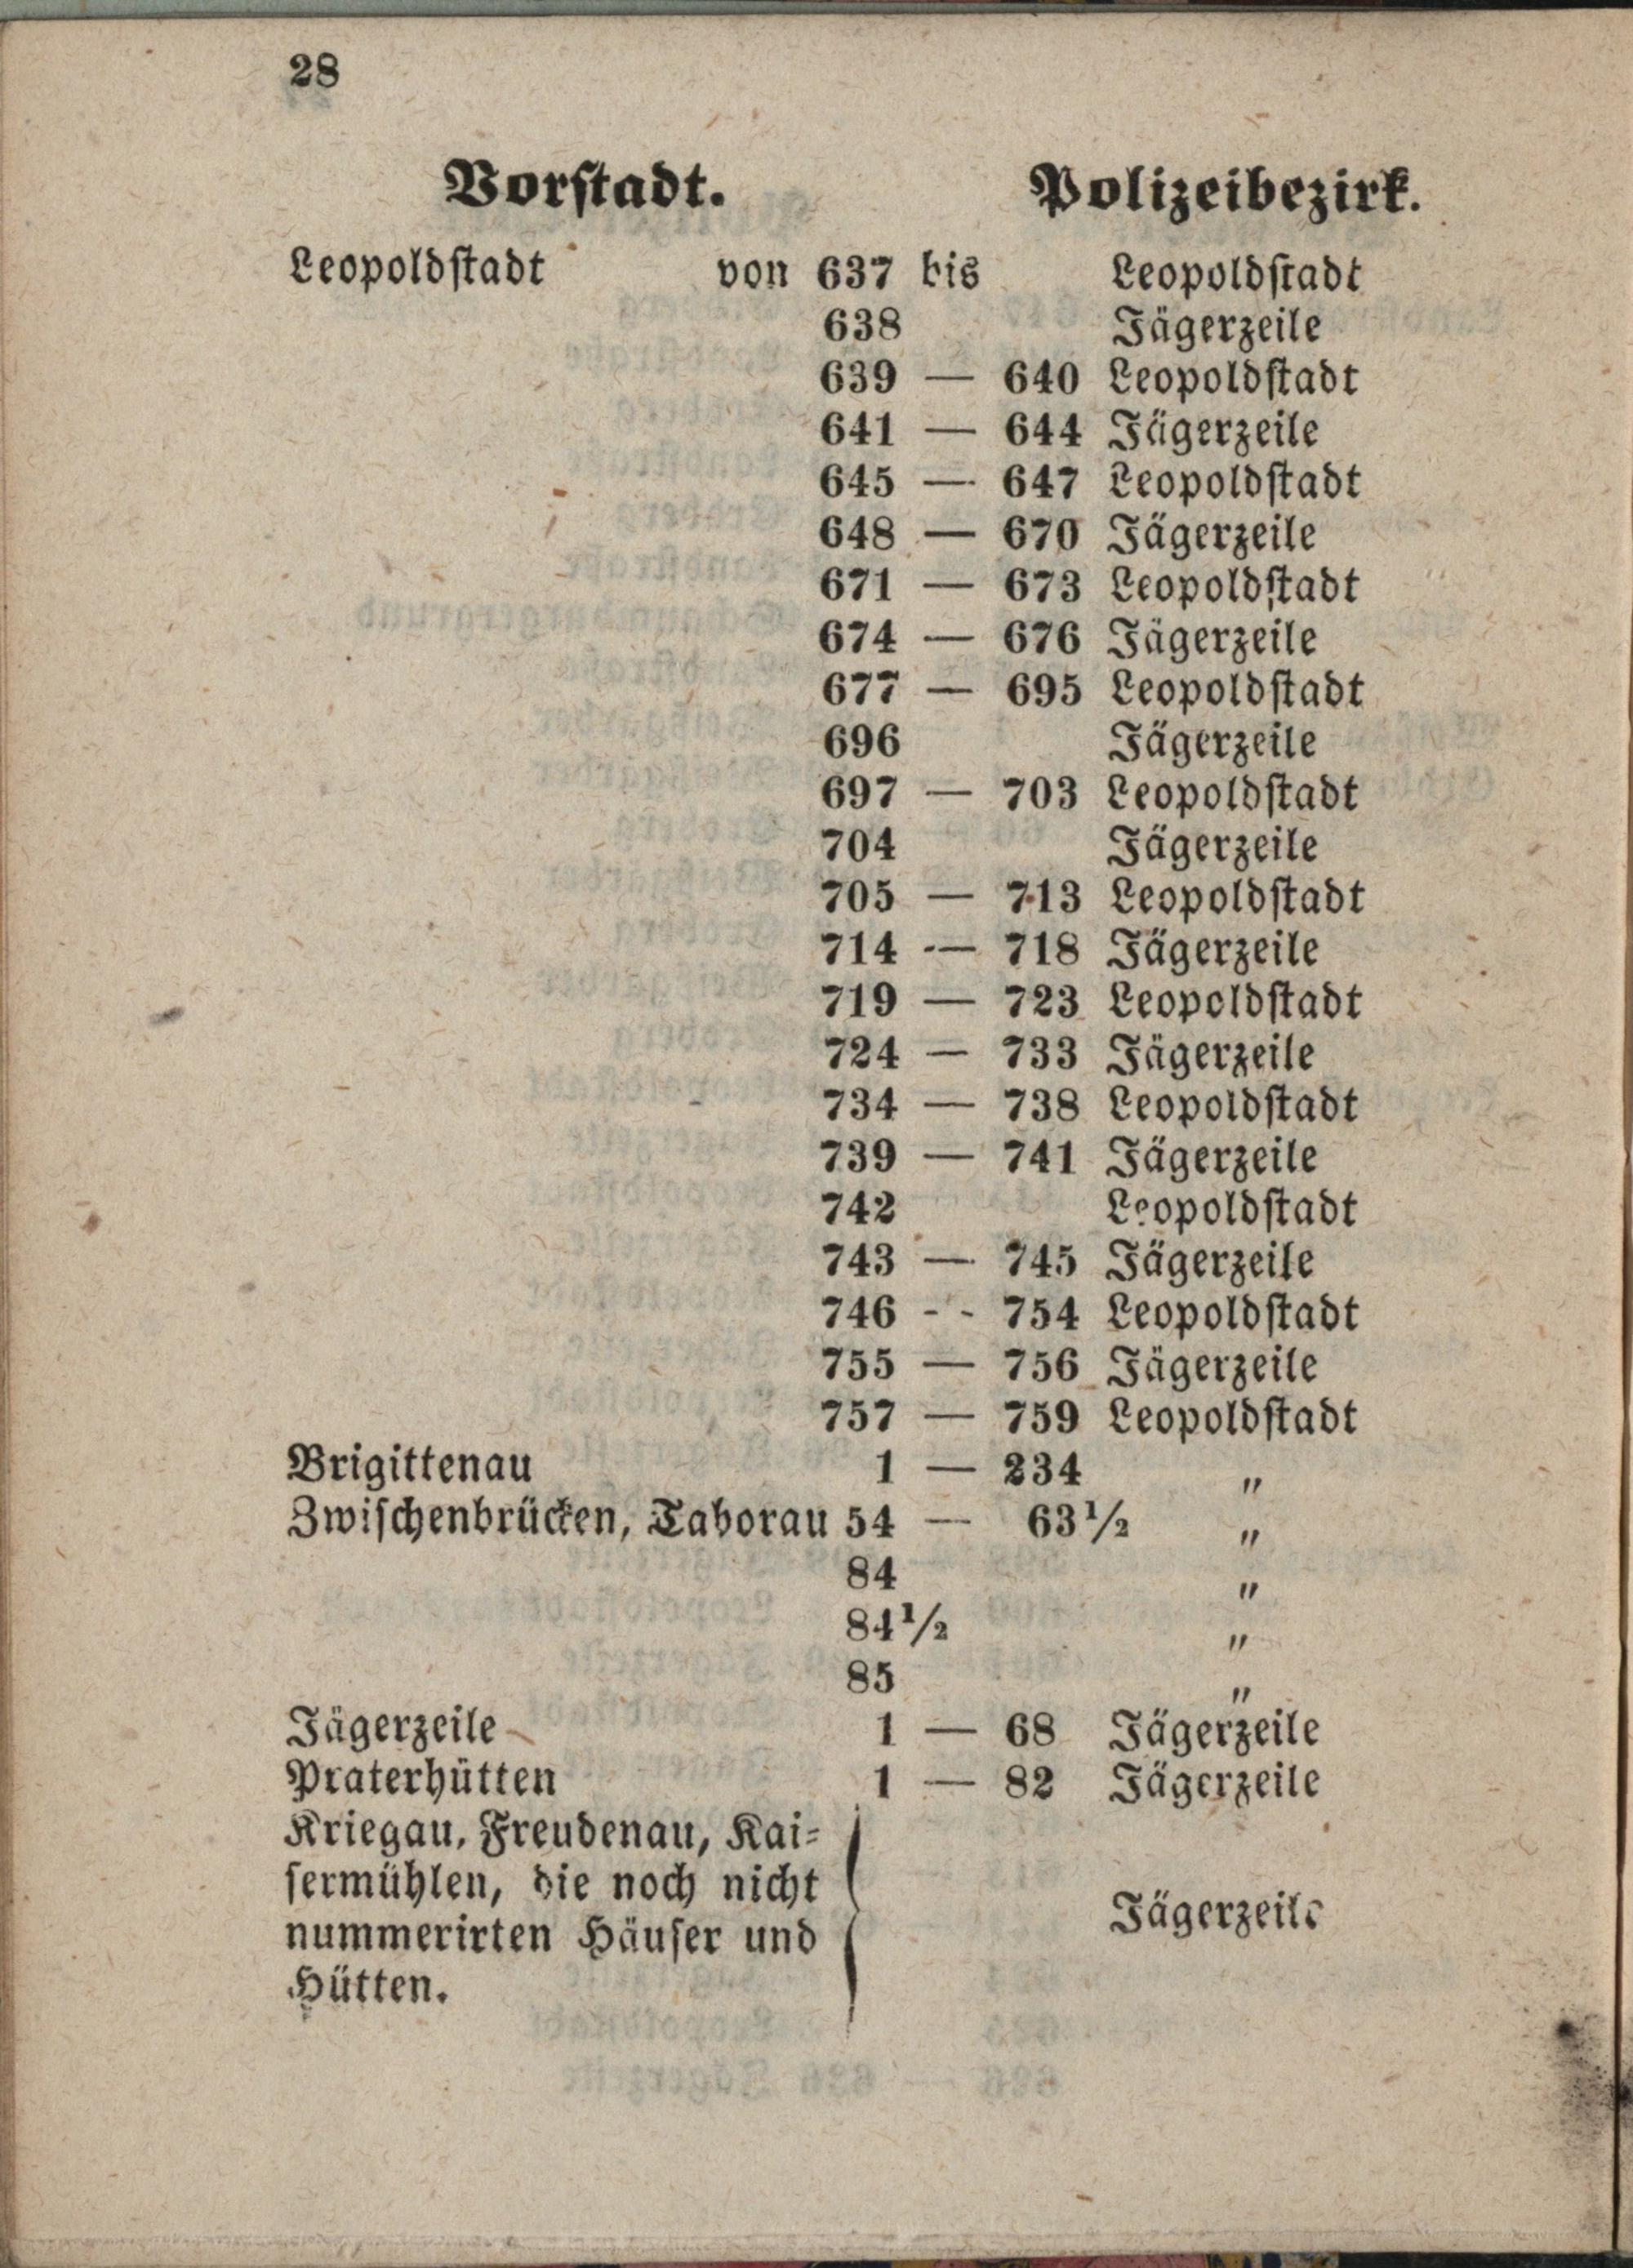 28
Vorstadt. Polizeibezirk.
Leopoldstadt von 637 bis Leopoldstadt
638 Jägerzeile
639 — 640 Leopoldstadt
641 — 644 Jägerzeile
645 — 647 Leopoldstadt
648 — 670 Jägerzeile
671 — 673 Leopoldstadt
674 — 676 Jägerzeile
677 — 695 Leopoldstadt
696 Jägerzeile
697 — 703 Leopoldstadt
704 Jägerzeile
705 — 713 Leopoldstadt
714 — 718 Jägerzeile
719 — 723 Leopoldstadt
724 — 733 Jägerzeile
734 — 738 Leopoldstadt
739 — 741 Jägerzeile
742 Leopoldstadt
743 — 745 Jägerzeile
746 — 754 Leopoldstadt
755 — 756 Jägerzeile
757 — 759 Leopoldstadt
Brigittenau 1 — 234 „
Zwischenbrücken, Taborau 54 — 63½ „
84 „
84½ „
85 „
Jägerzeile 1 — 68 Jägerzeile
Praterhütten 1 — 82 Jägerzeile
Kriegau, Freudenau, Kai-
sermühlen, die noch nicht
nummerirten Häuser und
Hütten.
Jägerzeile